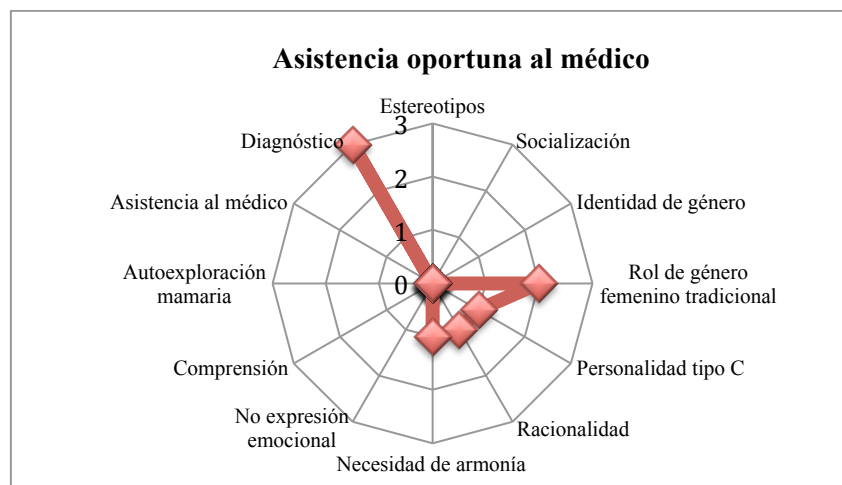 Asistencia oportuna al médico
Estereotipos
3
Diagnóstico
Socialización
2
Asistencia al médico
Identidad de género
1
Autoexploración
mamaria
0
Rol de género
femenino tradicional
Comprensión
Personalidad tipo C
No expresión
emocional
Racionalidad
Necesidad de armonía